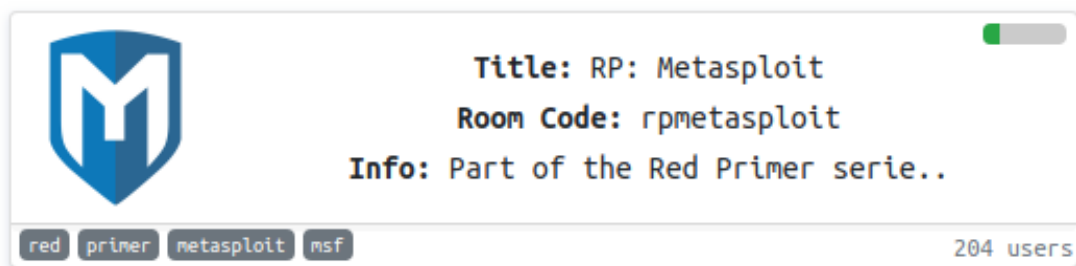 Title: RP: Metasploit
Room Code: rpmetasploit
Info: Part of the Red Primer serie..
red primer metasploit msf 204 users